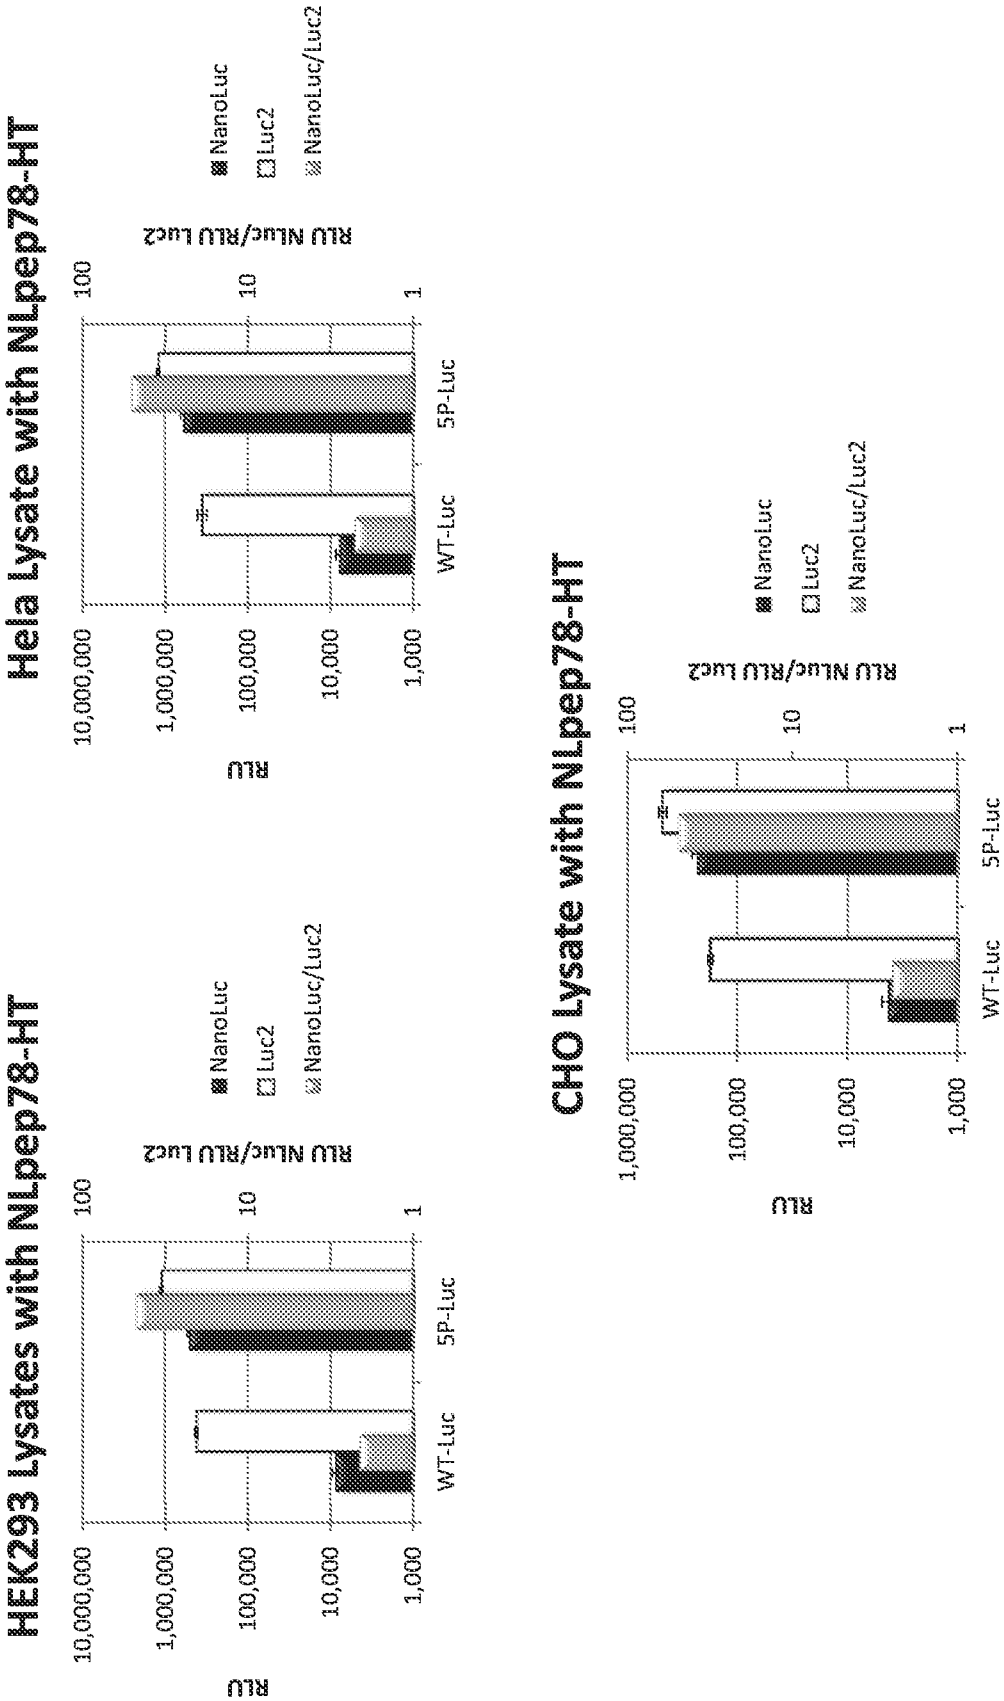 HEK293 Lysates with NLpep78-HT
RLU
10,000,000
1,000,000
100,000
10,000
1,000
100
10
1
RLU NLuc/RLU Luc2
WT-Luc
5P-Luc
NanoLuc
Luc2
NanoLuc/Luc2
Hela Lysate with NLpep78-HT
RLU
10,000,000
1,000,000
100,000
10,000
1,000
100
10
1
RLU NLuc/RLU Luc2
WT-Luc
5P-Luc
NanoLuc
Luc2
NanoLuc/Luc2
CHO Lysate with NLpep78-HT
RLU
1,000,000
100,000
10,000
1,000
100
10
1
RLU NLuc/RLU Luc2
WT-Luc
5P-Luc
NanoLuc
Luc2
NanoLuc/Luc2